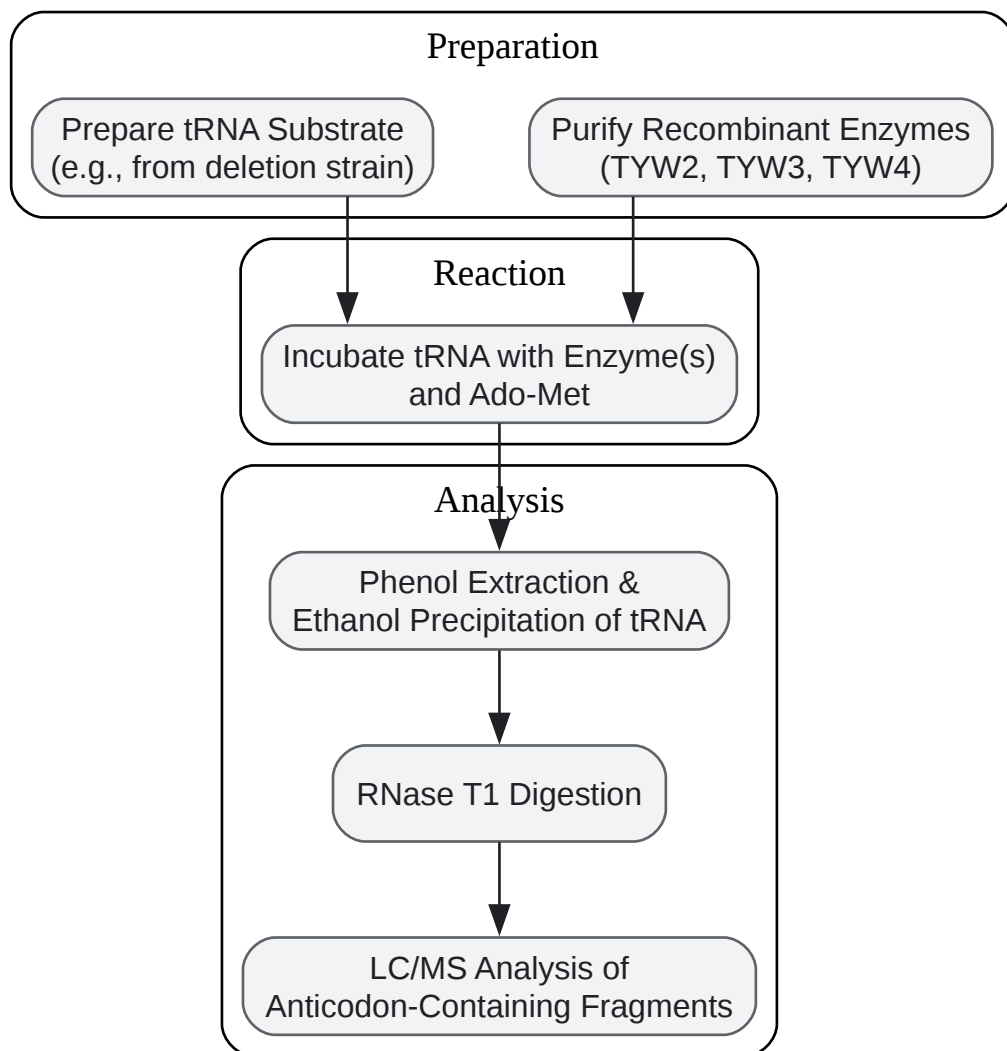 Preparation
Prepare tRNA Substrate
(e.g., from deletion strain)
Purify Recombinant Enzymes
(TYW2, TYW3, TYW4)
Reaction
Incubate tRNA with Enzyme(s)
and Ado-Met
Analysis
Phenol Extraction &
Ethanol Precipitation of tRNA
RNase T1 Digestion
LC/MS Analysis of
Anticodon-Containing Fragments